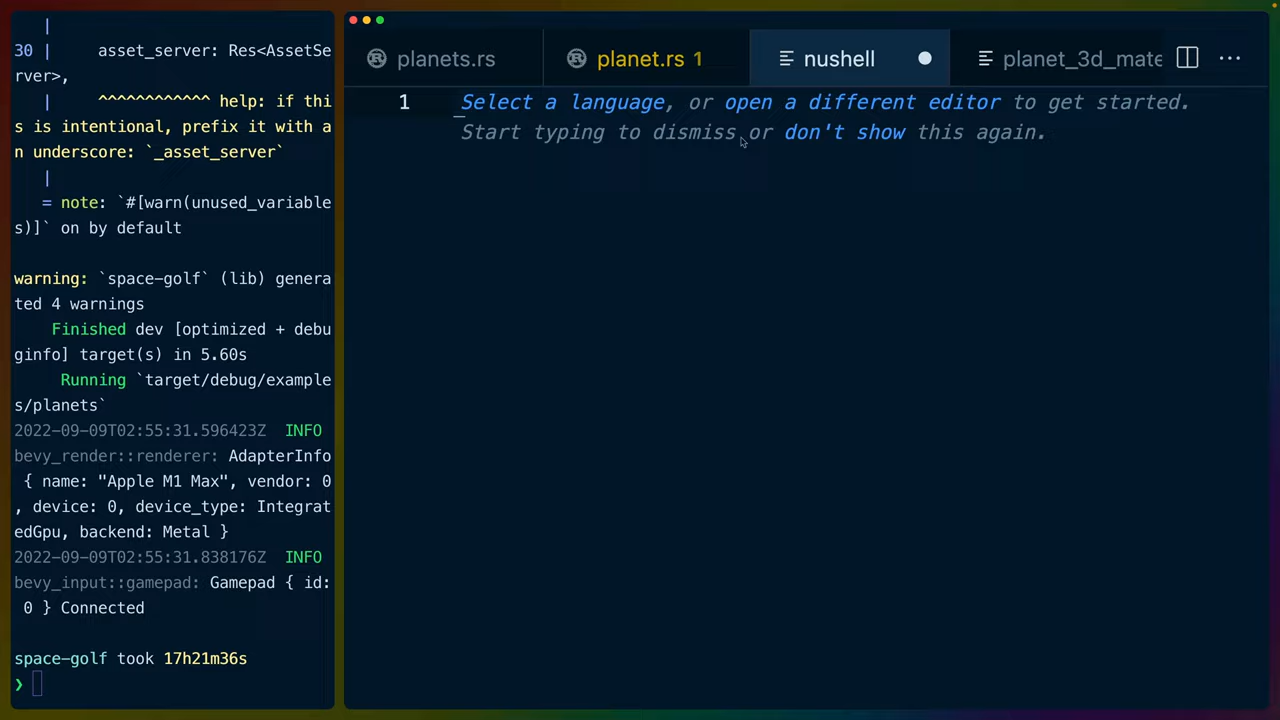 |
30 |     asset_server: Res<AssetSe
rver>,
|     ^^^^^^^^^^^^ help: if thi
s is intentional, prefix it with a
n underscore: `_asset_server`
|
= note: `#[warn(unused_variable
s)]` on by default
warning: `space-golf` (lib) genera
ted 4 warnings
Finished dev [optimized + debu
ginfo] target(s) in 5.60s
Running `target/debug/example
s/planets`
2022-09-09T02:55:31.596423Z  INFO
bevy_render::renderer: AdapterInfo
{ name: "Apple M1 Max", vendor: 0
, device: 0, device_type: Integrat
edGpu, backend: Metal }
2022-09-09T02:55:31.838176Z  INFO
bevy_input::gamepad: Gamepad { id:
0 } Connected
space-golf took 17h21m36s
❯
planets.rs
planet.rs 1
nushell
planet_3d_mate
1
Select a language, or open a different editor to get started.
Start typing to dismiss or don't show this again.